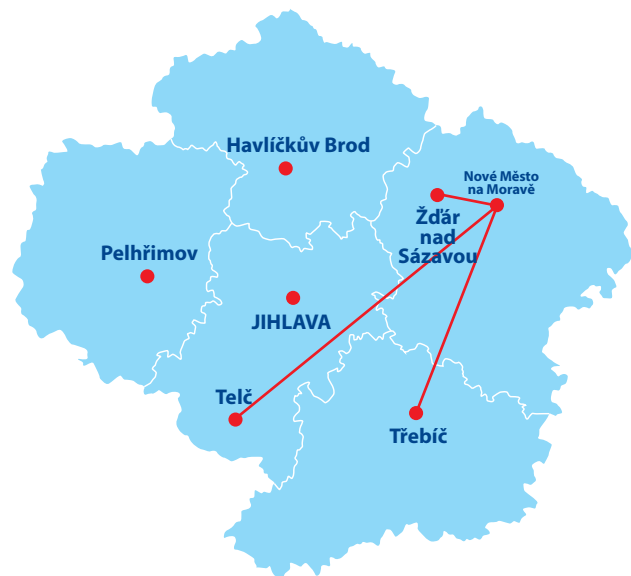 Havlíčkův Brod
Nové Město
na Moravě
Žďár
nad
Sázavou
Pelhřimov
JIHLAVA
Telč
Třebíč